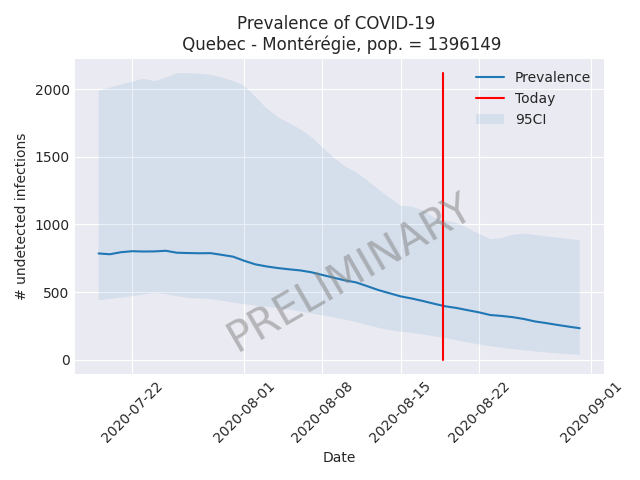 Prevalence of COVID-19
Quebec - Montérégie, pop. = 1396149
# undetected infections
2000
1500
1000
500
0
Prevalence
Today
95CI
PRELIMINARY
2020-07-22
2020-08-01
2020-08-08
2020-08-15
2020-08-22
2020-09-01
Date